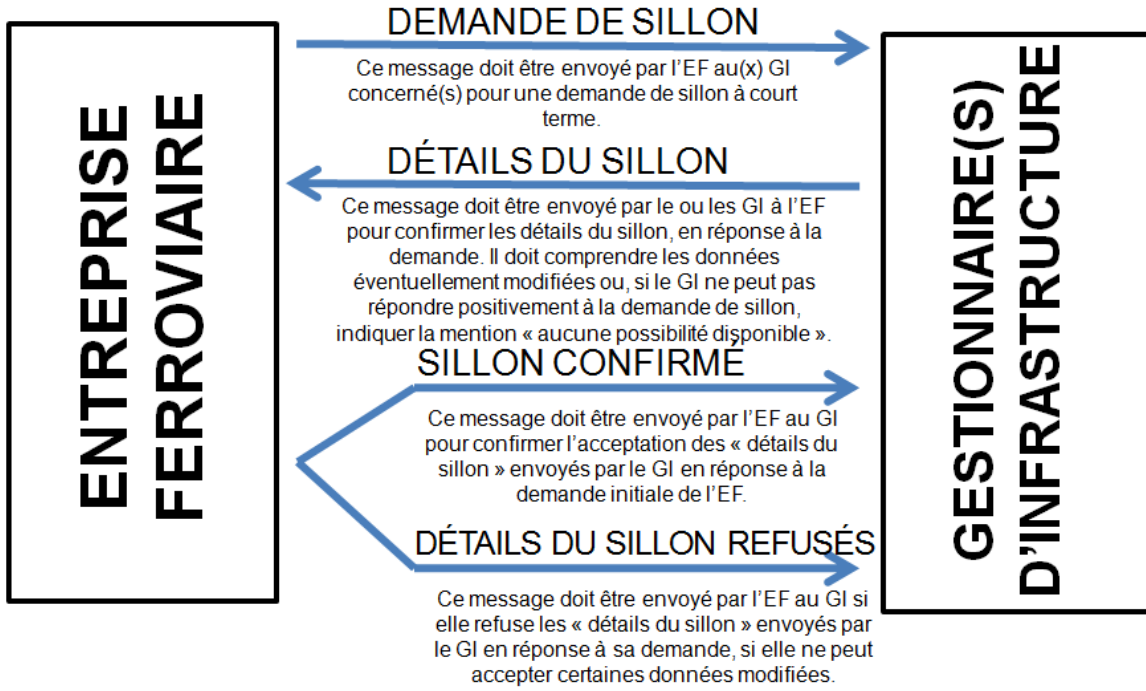 ENTREPRISE
FERROVIAIRE
DEMANDE DE SILLON
Ce message doit être envoyé par l’EF au(x) GI
concerné(s) pour une demande de sillon à court
terme.
DÉTAILS DU SILLON
Ce message doit être envoyé par le ou les GI à l’EF
pour confirmer les détails du sillon, en réponse à la
demande. Il doit comprendre les données
éventuellement modifiées ou, si le GI ne peut pas
répondre positivement à la demande de sillon,
indiquer la mention « aucune possibilité disponible ».
SILLON CONFIRMÉ
Ce message doit être envoyé par l’EF au GI
pour confirmer l’acceptation des « détails du
sillon » envoyés par le GI en réponse à la
demande initiale de l’EF.
DÉTAILS DU SILLON REFUSÉS
Ce message doit être envoyé par l’EF au GI si
elle refuse les « détails du sillon » envoyés par
le GI en réponse à sa demande, si elle ne peut
accepter certaines données modifiées.
GESTIONNAIRE(S)
D’INFRASTRUCTURE